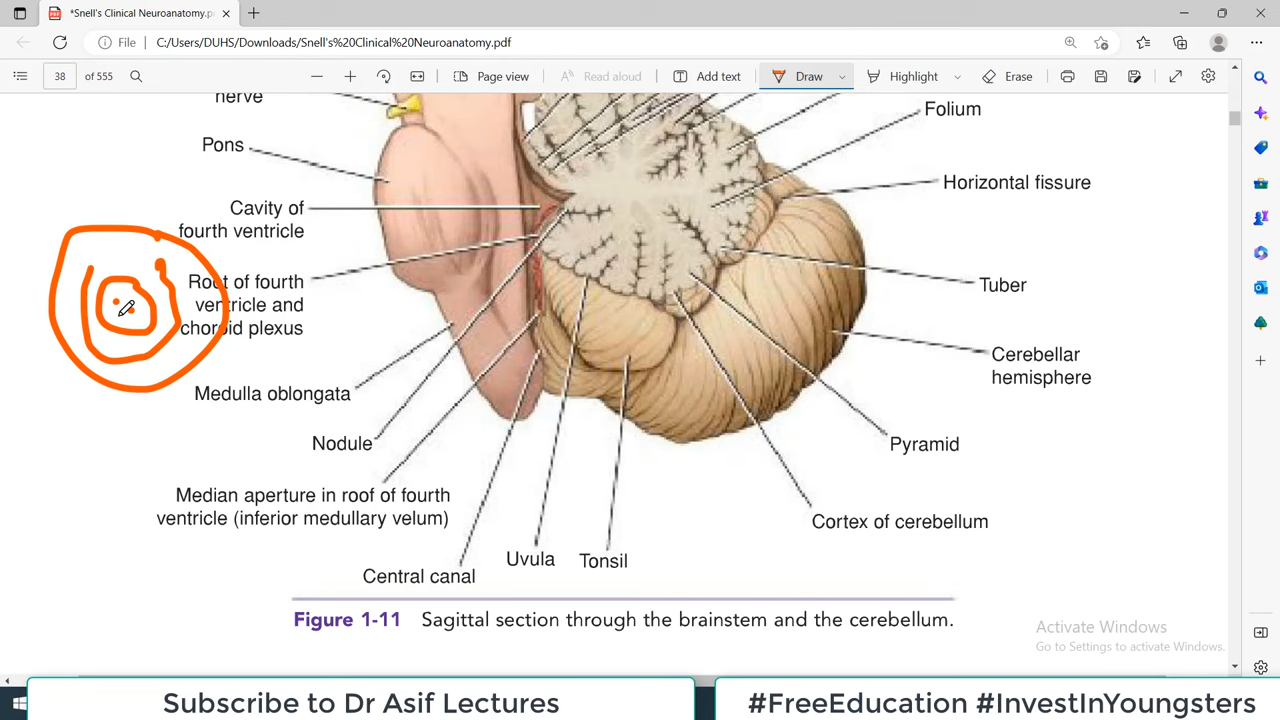 *Snell's Clinical Neuroanatomy.p
File
C:/Users/DUHS/Downloads/Snell's%20Clinical%20Neuroanatomy.pdf
38 of 555
Page view
Read aloud
Add text
Draw
Highlight
Erase
nerve
Pons
Cavity of
fourth ventricle
Root of fourth
ventricle and
choroid plexus
Medulla oblongata
Nodule
Median aperture in roof of fourth
ventricle (inferior medullary velum)
Central canal
Uvula
Tonsil
Folium
Horizontal fissure
Tuber
Cerebellar
hemisphere
Pyramid
Cortex of cerebellum
Figure 1-11 Sagittal section through the brainstem and the cerebellum.
Activate Windows
Go to Settings to activate Windows.
Subscribe to Dr Asif Lectures
#FreeEducation #InvestInYoungsters